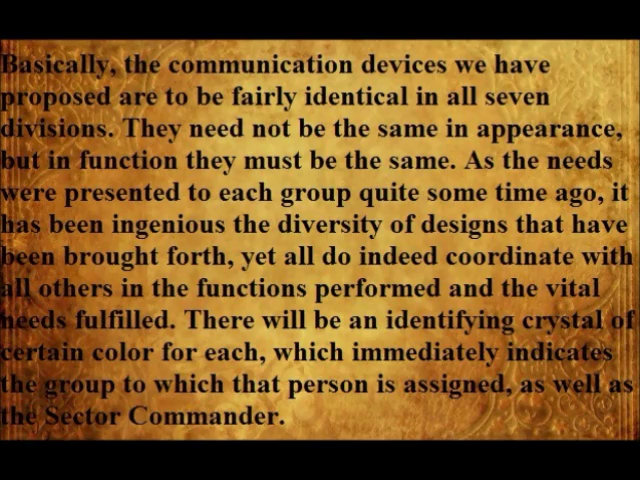 Basically, the communication devices we have
proposed are to be fairly identical in all seven
divisions. They need not be the same in appearance,
but in function they must be the same. As the needs
were presented to each group quite some time ago, it
has been ingenious the diversity of designs that have
been brought forth, yet all do indeed coordinate with
all others in the functions performed and the vital
needs fulfilled. There will be an identifying crystal of
certain color for each, which immediately indicates
the group to which that person is assigned, as well as
the Sector Commander.